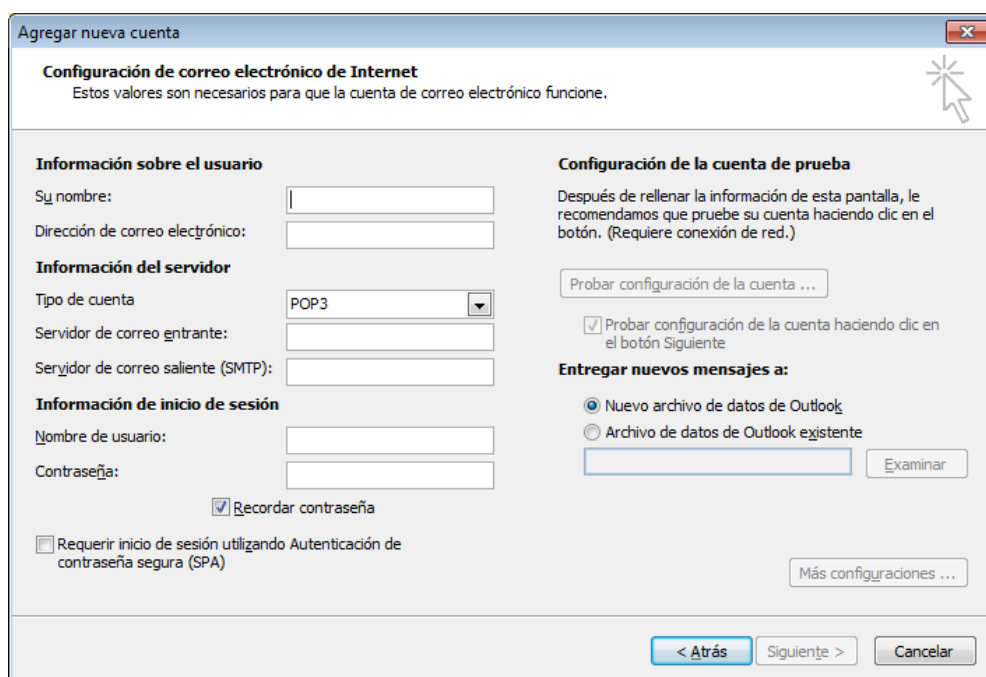 Agregar nueva cuenta
Configuración de correo electrónico de Internet
Estos valores son necesarios para que la cuenta de correo electrónico funcione.
Información sobre el usuario
Su nombre:
Dirección de correo electrónico:
Información del servidor
Tipo de cuenta
POP3
Servidor de correo entrante:
Servidor de correo saliente (SMTP):
Información de inicio de sesión
Nombre de usuario:
Contraseña:
Recordar contraseña
Requerir inicio de sesión utilizando Autenticación de
contraseña segura (SPA)
Configuración de la cuenta de prueba
Después de rellenar la información de esta pantalla, le
recomendamos que pruebe su cuenta haciendo clic en el
botón. (Requiere conexión de red.)
Probar configuración de la cuenta ...
Probar configuración de la cuenta haciendo clic en
el botón Siguiente
Entregar nuevos mensajes a:
Nuevo archivo de datos de Outlook
Archivo de datos de Outlook existente
Examinar
Más configuraciones ...
< Atrás
Siguiente >
Cancelar